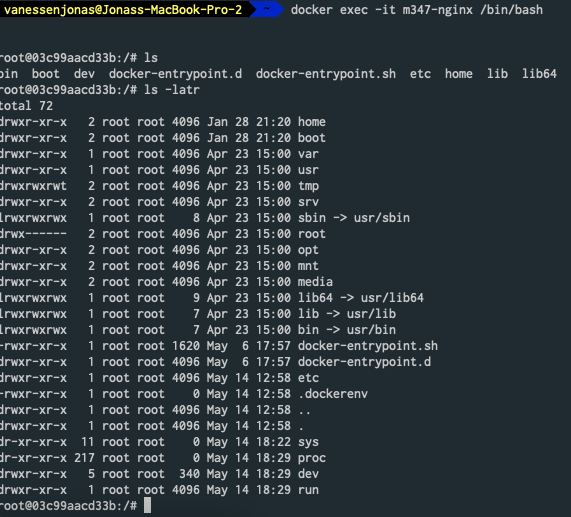 vanessenjonas@Jonass-MacBook-Pro-2 ~ docker exec -it m347-nginx /bin/bash
root@03c99aacd33b:/# ls
bin boot dev docker-entrypoint.d docker-entrypoint.sh etc home lib lib64
root@03c99aacd33b:/# ls -latr
total 72
drwxr-xr-x 2 root root 4096 Jan 28 21:20 home
drwxr-xr-x 2 root root 4096 Jan 28 21:20 boot
drwxr-xr-x 1 root root 4096 Apr 23 15:00 var
drwxr-xr-x 1 root root 4096 Apr 23 15:00 usr
drwxrwxrwt 2 root root 4096 Apr 23 15:00 tmp
drwxr-xr-x 2 root root 4096 Apr 23 15:00 srv
lrwxrwxrwx 1 root root 8 Apr 23 15:00 sbin -> usr/sbin
drwx------ 2 root root 4096 Apr 23 15:00 root
drwxr-xr-x 2 root root 4096 Apr 23 15:00 opt
drwxr-xr-x 2 root root 4096 Apr 23 15:00 mnt
drwxr-xr-x 2 root root 4096 Apr 23 15:00 media
lrwxrwxrwx 1 root root 9 Apr 23 15:00 lib64 -> usr/lib64
lrwxrwxrwx 1 root root 7 Apr 23 15:00 lib -> usr/lib
lrwxrwxrwx 1 root root 7 Apr 23 15:00 bin -> usr/bin
-rwxr-xr-x 1 root root 1620 May 6 17:57 docker-entrypoint.sh
drwxr-xr-x 1 root root 4096 May 6 17:57 docker-entrypoint.d
drwxr-xr-x 1 root root 4096 May 14 12:58 etc
-rwxr-xr-x 1 root root 0 May 14 12:58 .dockerenv
drwxr-xr-x 1 root root 4096 May 14 12:58 ..
drwxr-xr-x 1 root root 4096 May 14 12:58 .
dr-xr-xr-x 11 root root 0 May 14 18:22 sys
dr-xr-xr-x 217 root root 0 May 14 18:29 proc
drwxr-xr-x 5 root root 340 May 14 18:29 dev
drwxr-xr-x 1 root root 4096 May 14 18:29 run
root@03c99aacd33b:/#